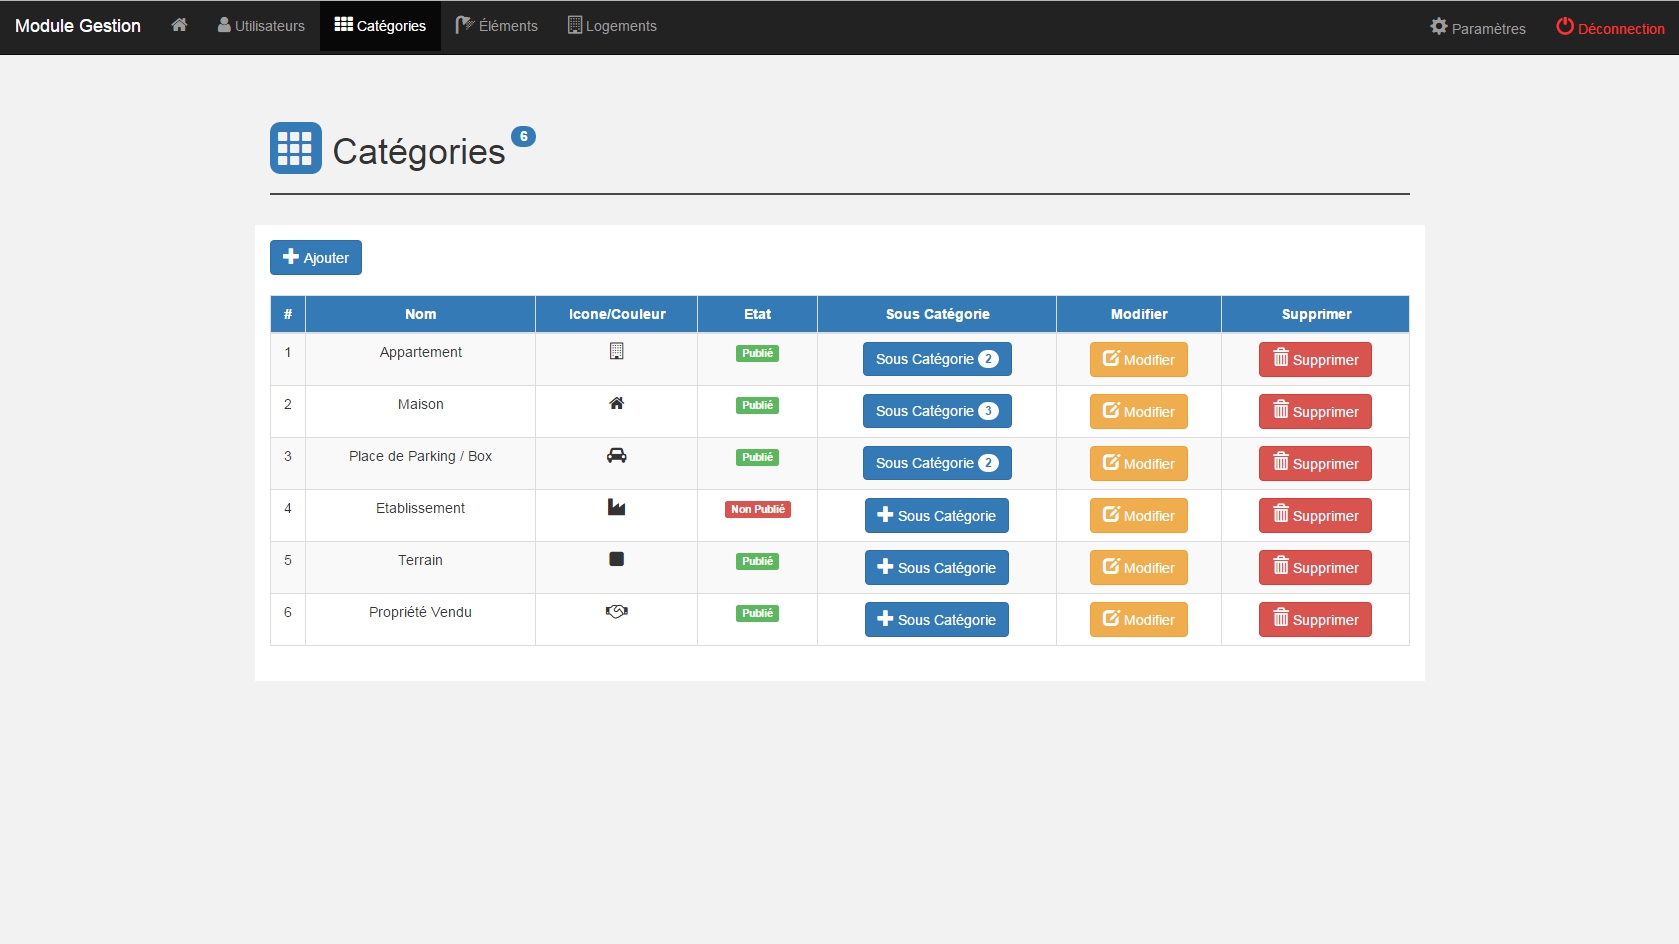 Module Gestion Utilisateurs Catégories Éléments Logements Paramètres Déconnection
Catégories 6
Ajouter
# Nom Icone/Couleur Etat Sous Catégorie Modifier Supprimer
1 Appartement Publié Sous Catégorie 2 Modifier Supprimer
2 Maison Publié Sous Catégorie 3 Modifier Supprimer
3 Place de Parking / Box Publié Sous Catégorie 2 Modifier Supprimer
4 Etablissement Non Publié Sous Catégorie Modifier Supprimer
5 Terrain Publié Sous Catégorie Modifier Supprimer
6 Propriété Vendu Publié Sous Catégorie Modifier Supprimer